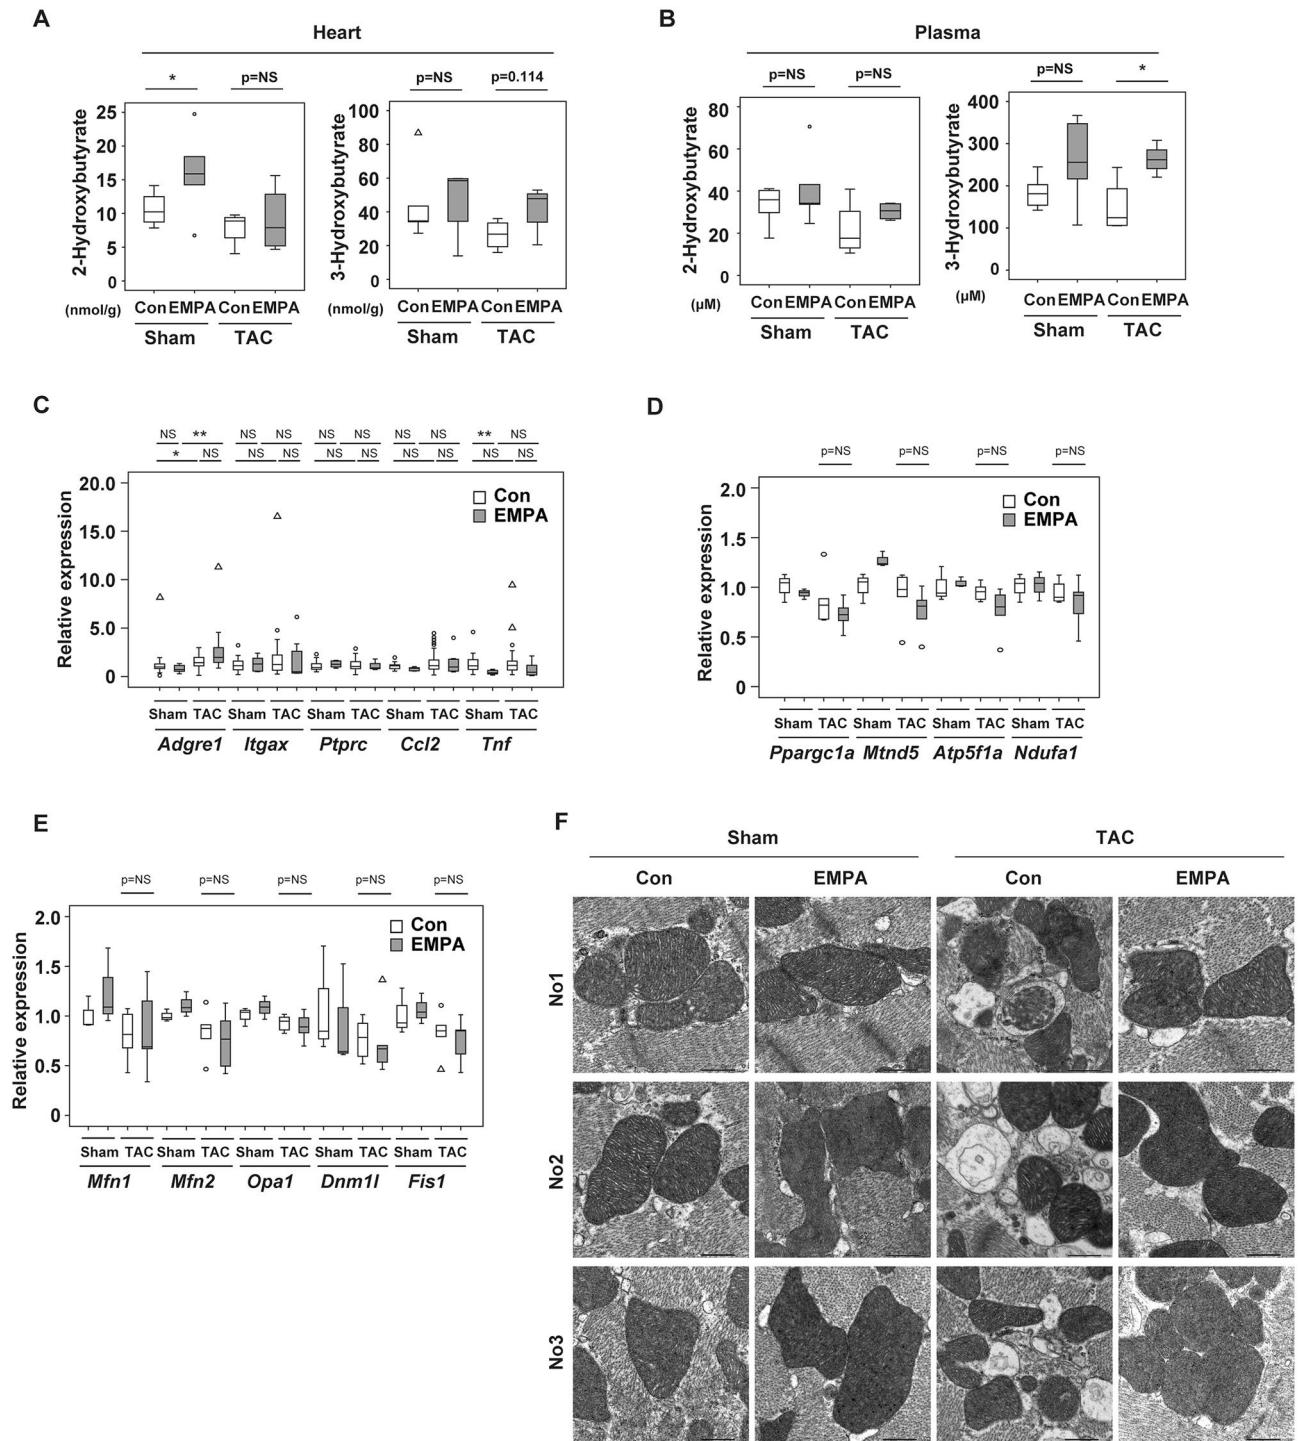 A
Heart
*
p=NS
2-Hydroxybutyrate
25
20
15
10
5
0
(nmol/g)
Con EMPA Con EMPA
Sham TAC
p=NS
p=0.114
3-Hydroxybutyrate
100
80
60
40
20
0
(nmol/g)
Con EMPA Con EMPA
Sham TAC
B
Plasma
p=NS
p=NS
2-Hydroxybutyrate
80
60
40
20
0
(µM)
Con EMPA Con EMPA
Sham TAC
p=NS
*
3-Hydroxybutyrate
400
300
200
100
0
(µM)
Con EMPA Con EMPA
Sham TAC
C
NS ** NS NS NS NS NS NS ** NS
* NS NS NS NS NS NS NS NS NS
Relative expression
20.0
15.0
10.0
5.0
0
Con
EMPA
Sham TAC Sham TAC Sham TAC Sham TAC Sham TAC
Adgre1 Itgax Ptprc Ccl2 Tnf
D
p=NS p=NS p=NS p=NS
Relative expression
2.0
1.5
1.0
0.5
0
Con
EMPA
Sham TAC Sham TAC Sham TAC Sham TAC
Ppargc1a Mtnd5 Atp5f1a Ndufa1
E
p=NS p=NS p=NS p=NS p=NS
Relative expression
2.0
1.5
1.0
0.5
0
Con
EMPA
Sham TAC Sham TAC Sham TAC Sham TAC Sham TAC
Mfn1 Mfn2 Opa1 Dnm1l Fis1
F
Sham TAC
Con EMPA Con EMPA
No1
No2
No3